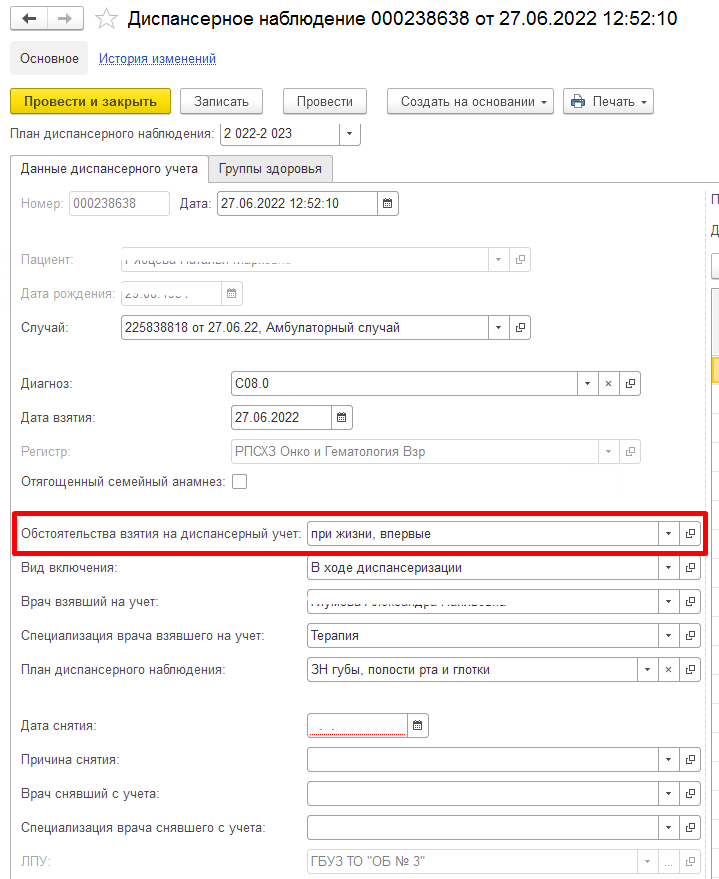 Диспансерное наблюдение 000238638 от 27.06.2022 12:52:10
Основное История изменений
Провести и закрыть Записать Провести Создать на основании Печать
План диспансерного наблюдения: 2 022-2 023
Данные диспансерного учета Группы здоровья
Номер: 000238638 Дата: 27.06.2022 12:52:10
Пациент:
Дата рождения:
Случай: 225838818 от 27.06.22, Амбулаторный случай
Диагноз: C08.0
Дата взятия: 27.06.2022
Регистр: РПСХЗ Онко и Гематология Взр
Отягощенный семейный анамнез:
Обстоятельства взятия на диспансерный учет: при жизни, впервые
Вид включения: В ходе диспансеризации
Врач взявший на учет:
Специализация врача взявшего на учет: Терапия
План диспансерного наблюдения: ЗН губы, полости рта и глотки
Дата снятия: . .
Причина снятия:
Врач снявший с учета:
Специализация врача снявшего с учета:
ЛПУ: ГБУЗ ТО "ОБ № 3" ...